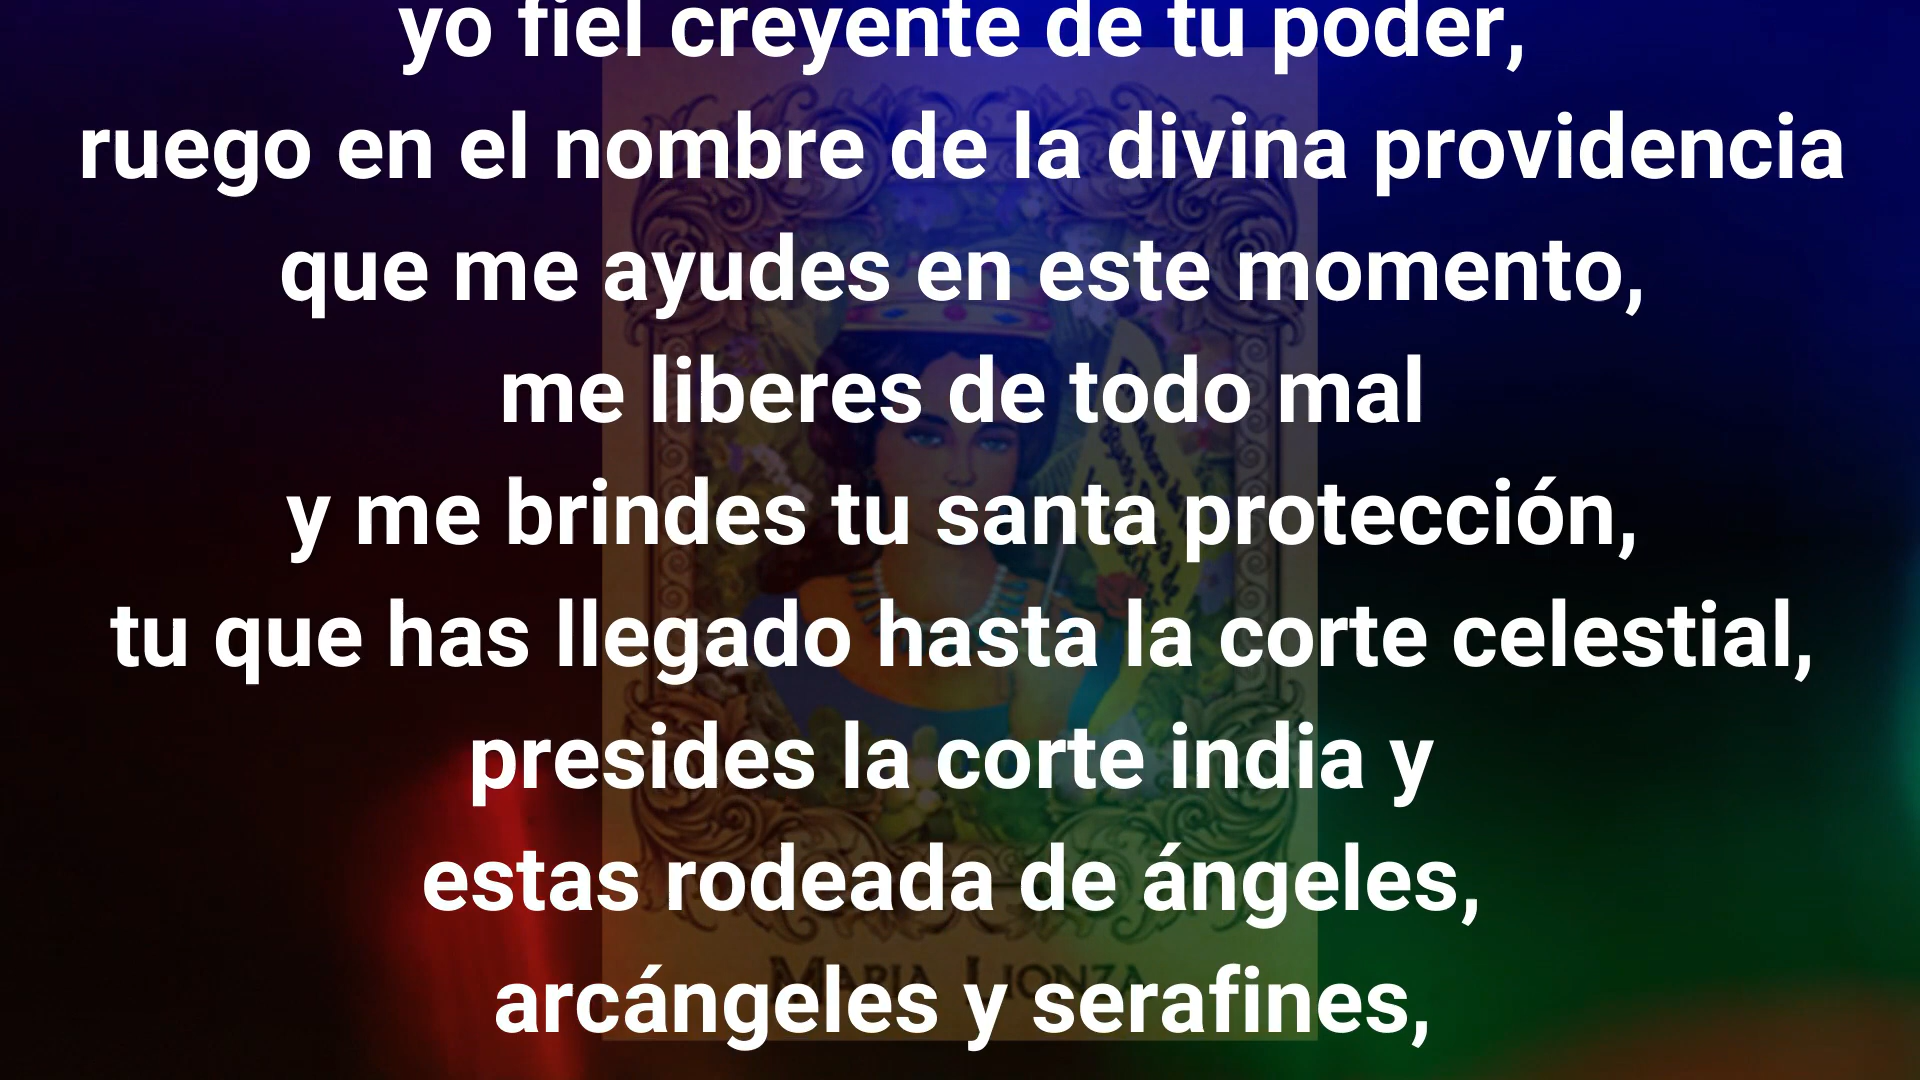 yo fiel creyente de tu poder,
ruego en el nombre de la divina providencia
que me ayudes en este momento,
me liberes de todo mal
y me brindes tu santa protección,
tu que has llegado hasta la corte celestial,
presides la corte india y
estas rodeada de ángeles,
arcángeles y serafines,
MARIA LIONZA